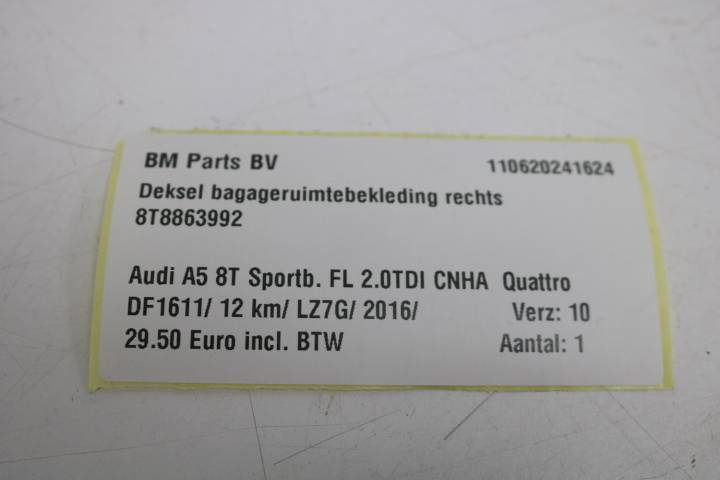 BM Parts BV 110620241624
Deksel bagageruimtebekleding rechts
8T8863992
Audi A5 8T Sportb. FL 2.0TDI CNHA Quattro
DF1611/ 12 km/ LZ7G/ 2016/ Verz: 10
29.50 Euro incl. BTW Aantal: 1